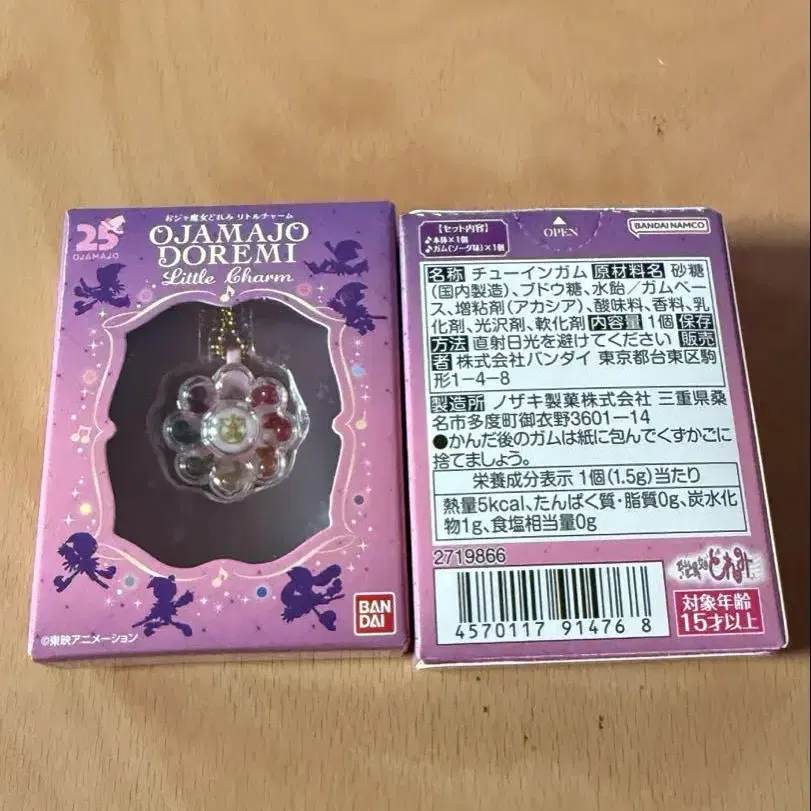 おジャ魔女どれみ リトルチャーム
25
OJAMAJO
OJAMAJO
DOREMI
Little Charm
BAN
DAI
©東映アニメーション
【セット内容】
♪本体×1個
♪ガム(ソーダ味)×1個
OPEN
BANDAI NAMCO
名称 チューインガム 原材料名 砂糖
(国内製造)、ブドウ糖、水飴／ガムベー
ス、増粘剤(アカシア)、酸味料、香料、乳
化剤、光沢剤、軟化剤 内容量 1個 保存
方法 直射日光を避けてください 販売
者 株式会社バンダイ 東京都台東区駒
形1-4-8
製造所 ノザキ製菓株式会社 三重県桑
名市多度町御衣野3601-14
●かんだ後のガムは紙に包んでくずかごに
捨てましょう。
栄養成分表示 1個(1.5g)当たり
熱量5kcal、たんぱく質・脂質0g、炭水化
物1g、食塩相当量0g
2719866
4570117 914768
おジャ魔女どれみ
対象年齢
15才以上